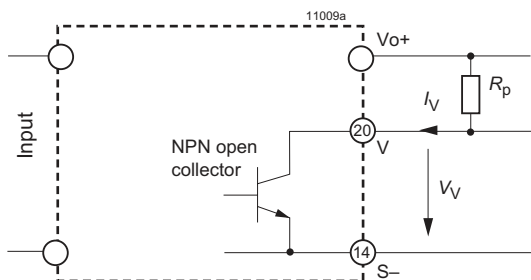 11009a
Vo+
Rp
IV
Input
20
V
NPN open
collector
VV
14
S–